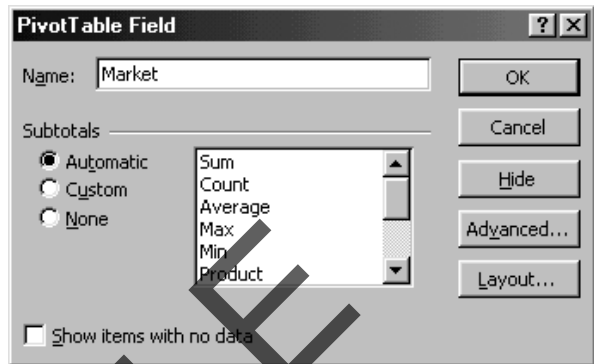 PivotTable Field
Name: Market
OK
Subtotals
Cancel
Automatic
Custom
None
Sum
Count
Average
Max
Min
Product
Hide
Advanced...
Layout...
Show items with no data